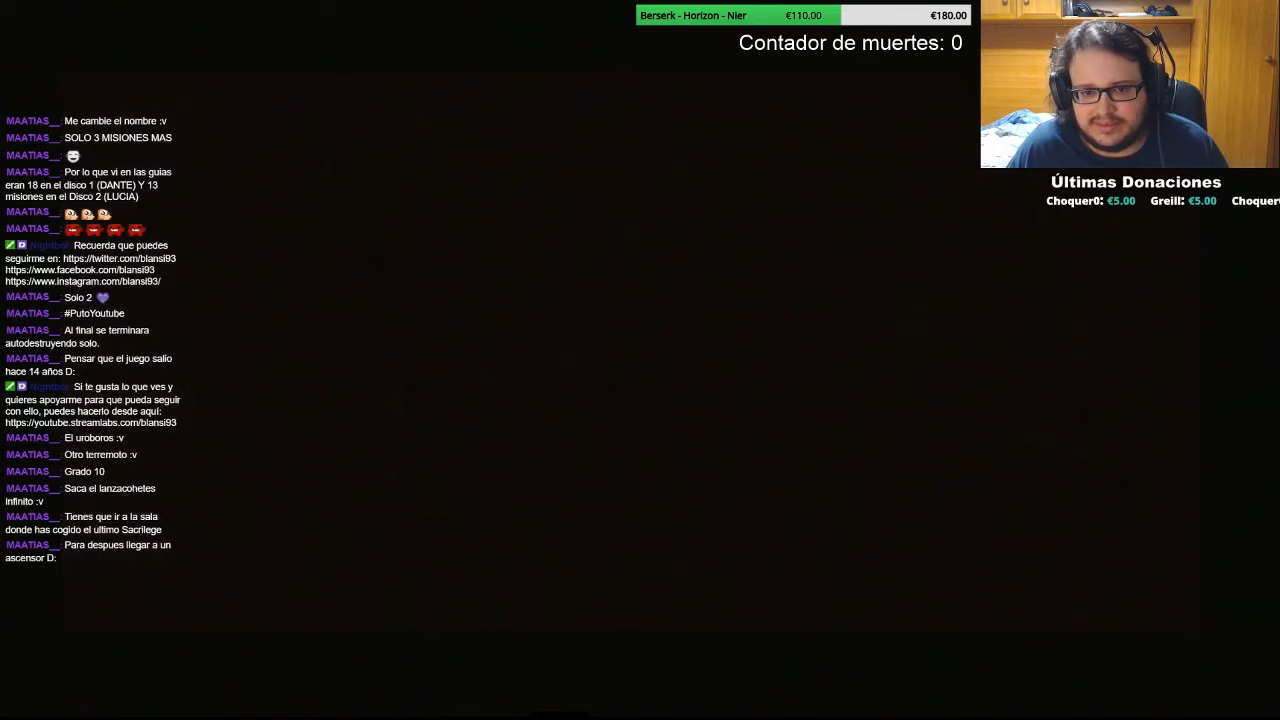 Berserk - Horizon - Nier €110.00 €180.00
Contador de muertes: 0
MAATIAS__: Me cambie el nombre :v
MAATIAS__: SOLO 3 MISIONES MAS
MAATIAS__:
MAATIAS__: Por lo que vi en las guias
eran 18 en el disco 1 (DANTE) Y 13
misiones en el Disco 2 (LUCIA)
MAATIAS__:
MAATIAS__:
Nightbot: Recuerda que puedes
seguirme en: https://twitter.com/blansi93
https://www.facebook.com/blansi93
https://www.instagram.com/blansi93/
MAATIAS__: Solo 2
MAATIAS__: #PutoYoutube
MAATIAS__: Al final se terminara
autodestruyendo solo.
MAATIAS__: Pensar que el juego salio
hace 14 años D:
Nightbot: Si te gusta lo que ves y
quieres apoyarme para que pueda seguir
con ello, puedes hacerlo desde aquí:
https://youtube.streamlabs.com/blansi93
MAATIAS__: El uroboros :v
MAATIAS__: Otro terremoto :v
MAATIAS__: Grado 10
MAATIAS__: Saca el lanzacohetes
infinito :v
MAATIAS__: Tienes que ir a la sala
donde has cogido el ultimo Sacrilege
MAATIAS__: Para despues llegar a un
ascensor D:
Últimas Donaciones
Choquer0: €5.00 Greill: €5.00 Choquer